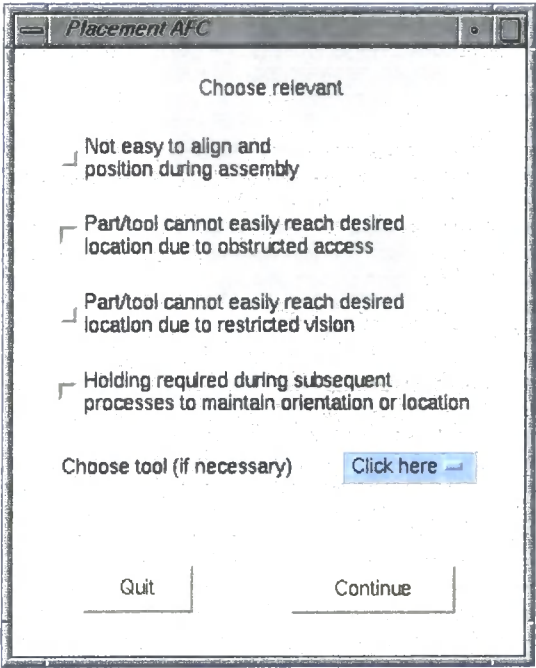 Placement AFC
Choose relevant
Not easy to align and
position during assembly
Part/tool cannot easily reach desired
location due to obstructed access
Part/tool cannot easily reach desired
location due to restricted vision
Holding required during subsequent
processes to maintain orientation or location
Choose tool (if necessary) Click here
Quit Continue